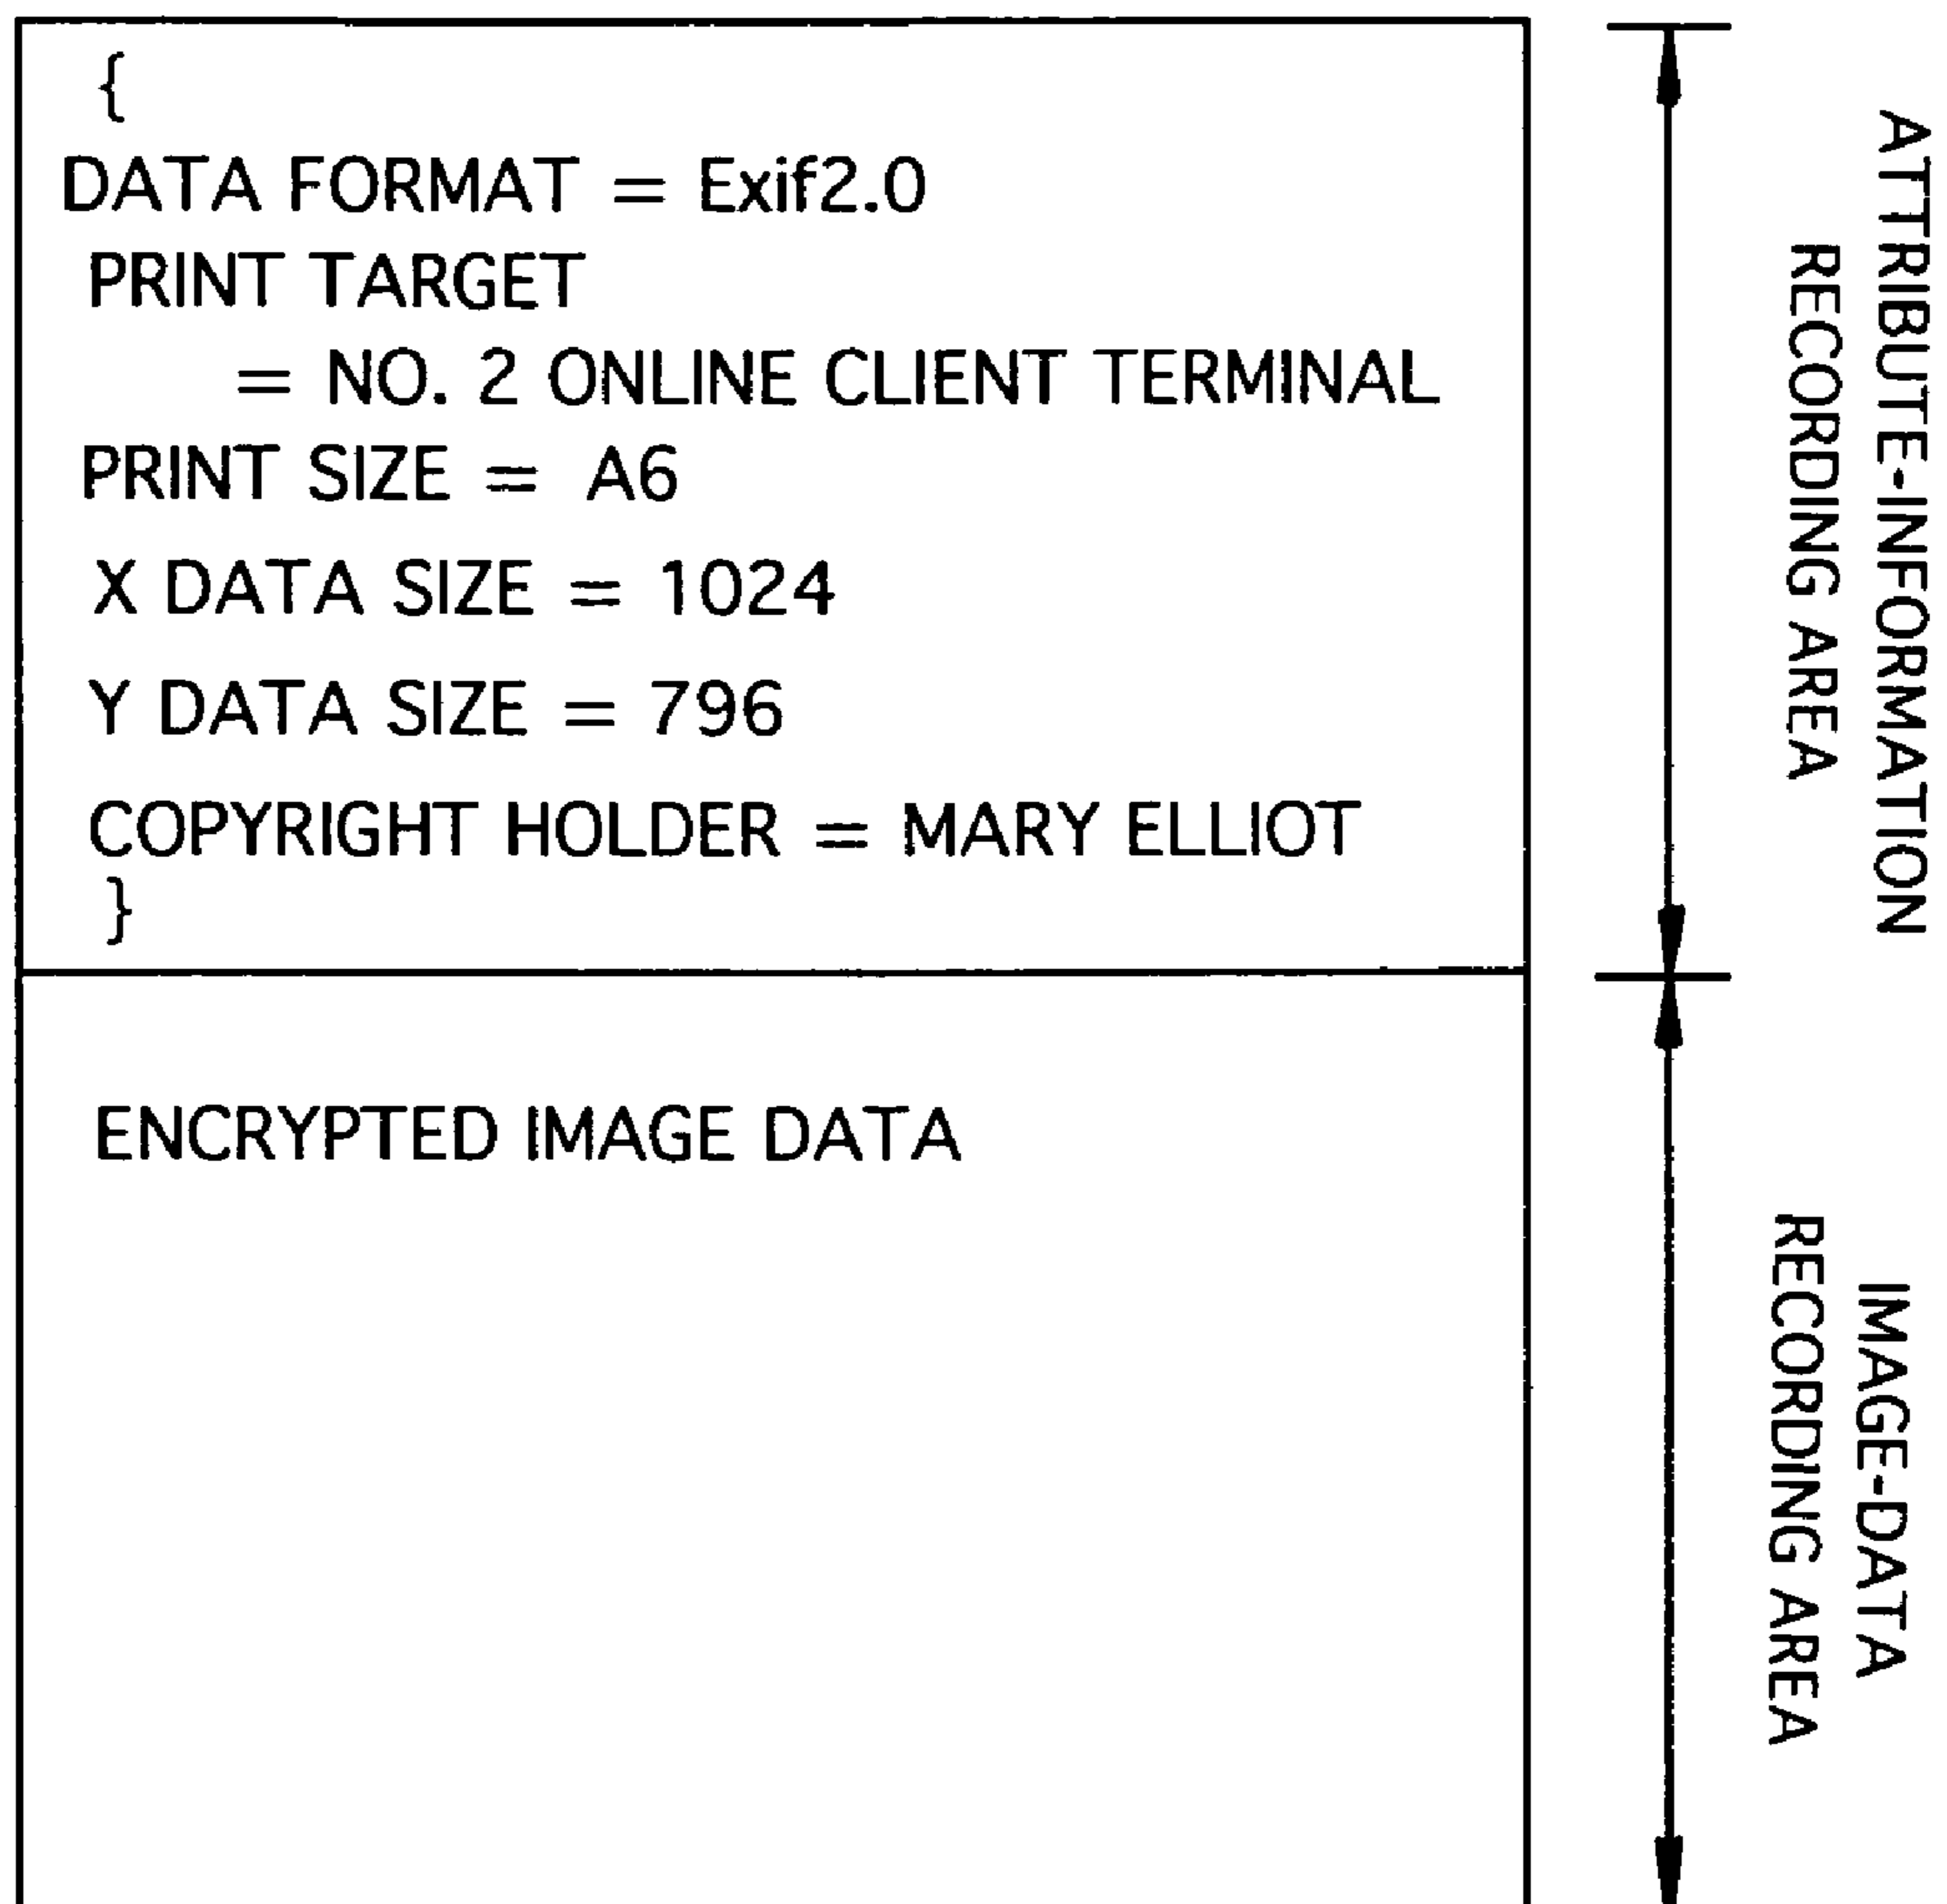 {
DATA FORMAT = Exif2.0
PRINT TARGET
= NO. 2 ONLINE CLIENT TERMINAL
PRINT SIZE = A6
X DATA SIZE = 1024
Y DATA SIZE = 796
COPYRIGHT HOLDER = MARY ELLIOT
}
ATTRIBUTE-INFORMATION
RECORDING AREA
ENCRYPTED IMAGE DATA
IMAGE-DATA
RECORDING AREA